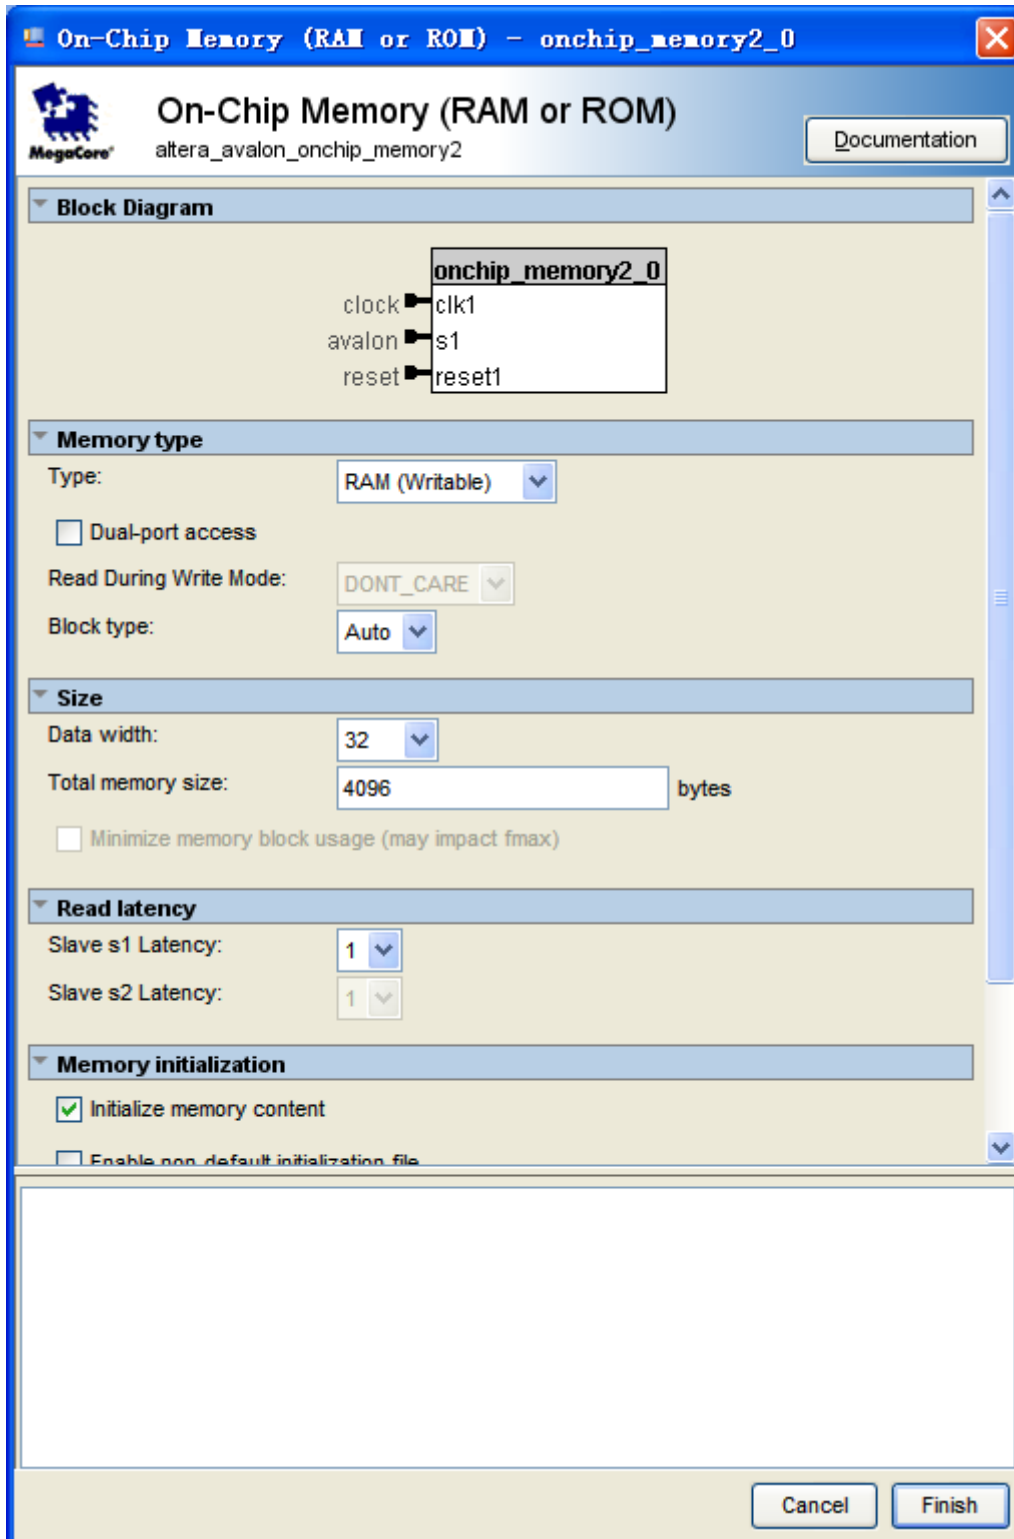 On-Chip Memory (RAM or ROM) - onchip_memory2_0
MegaCore®
On-Chip Memory (RAM or ROM)
altera_avalon_onchip_memory2
Documentation
Block Diagram
onchip_memory2_0
clock clk1
avalon s1
reset reset1
Memory type
Type: RAM (Writable)
Dual-port access
Read During Write Mode: DONT_CARE
Block type: Auto
Size
Data width: 32
Total memory size: 4096 bytes
Minimize memory block usage (may impact fmax)
Read latency
Slave s1 Latency: 1
Slave s2 Latency: 1
Memory initialization
Initialize memory content
Enable non-default initialization file
Cancel Finish